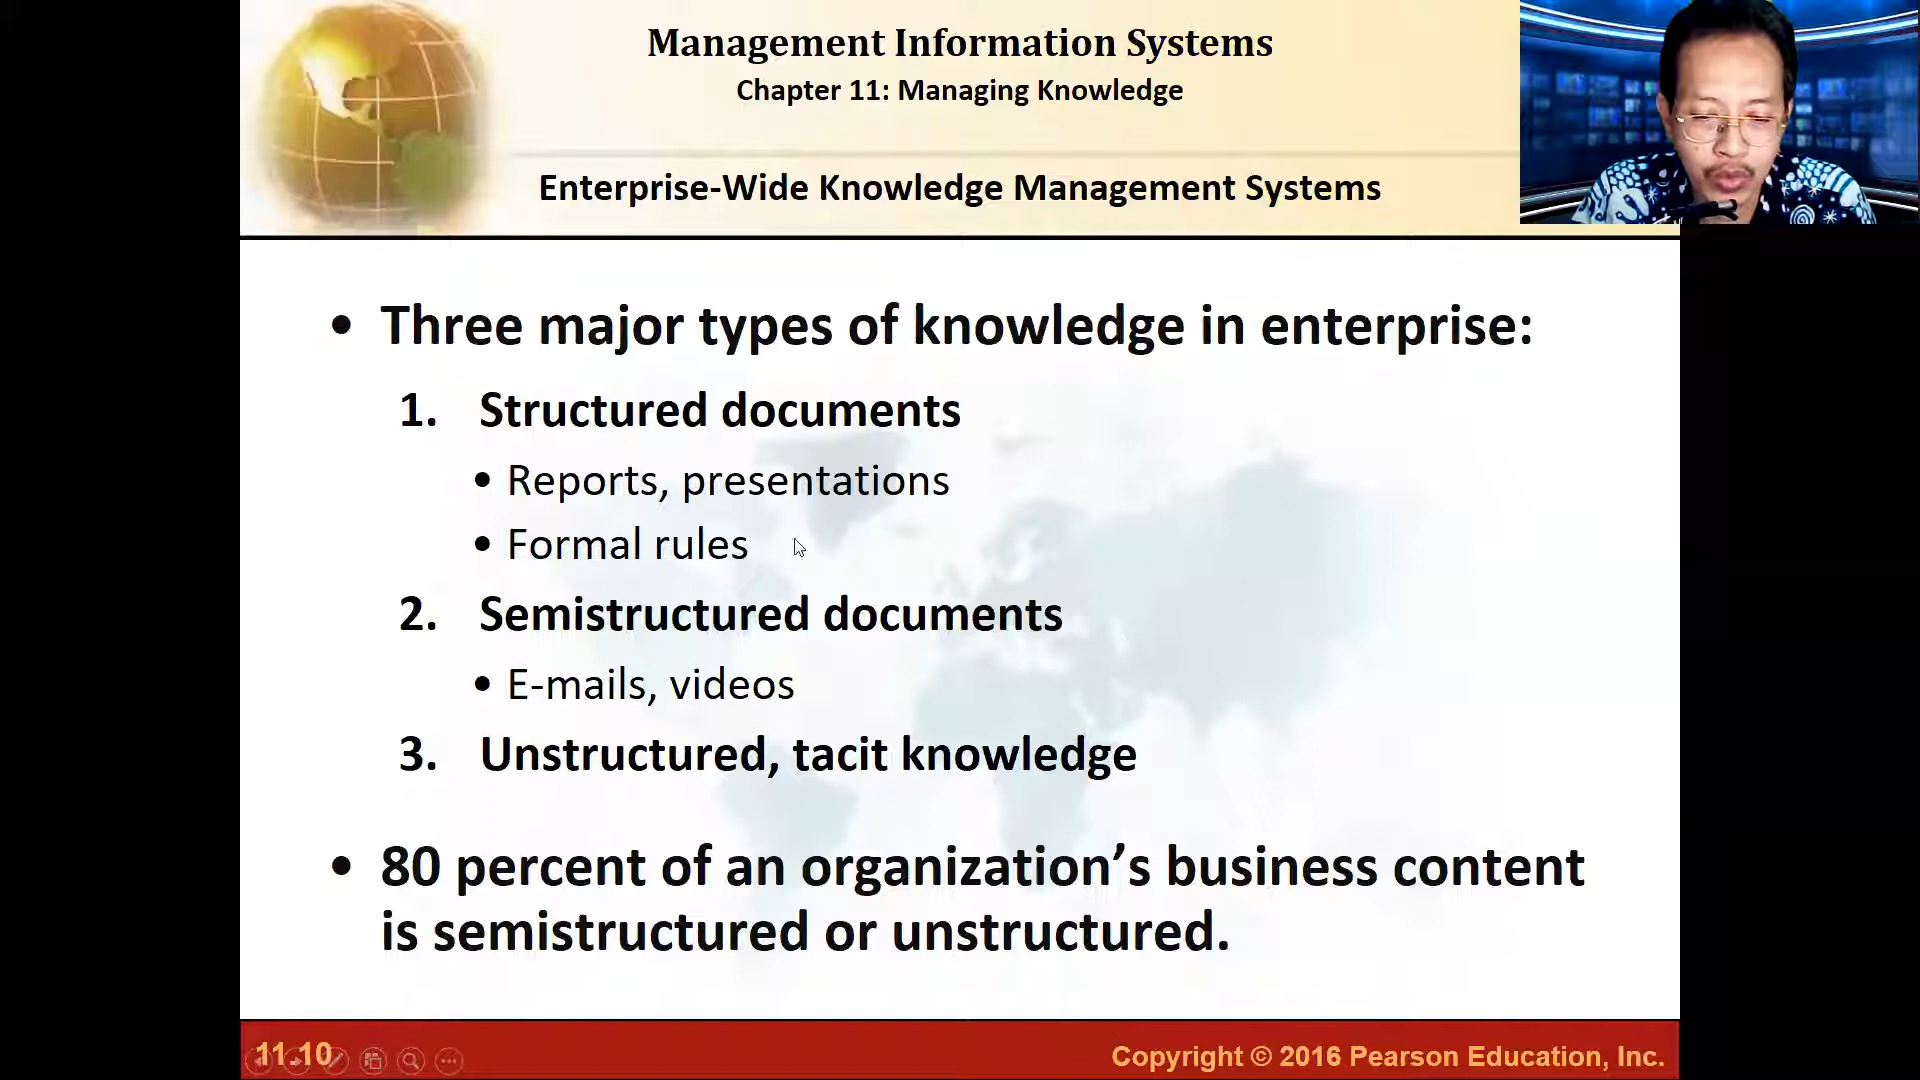 Management Information Systems
Chapter 11: Managing Knowledge
Enterprise-Wide Knowledge Management Systems
• Three major types of knowledge in enterprise:
1. Structured documents
• Reports, presentations
• Formal rules
2. Semistructured documents
• E-mails, videos
3. Unstructured, tacit knowledge
• 80 percent of an organization’s business content
is semistructured or unstructured.
11.10
Copyright © 2016 Pearson Education, Inc.